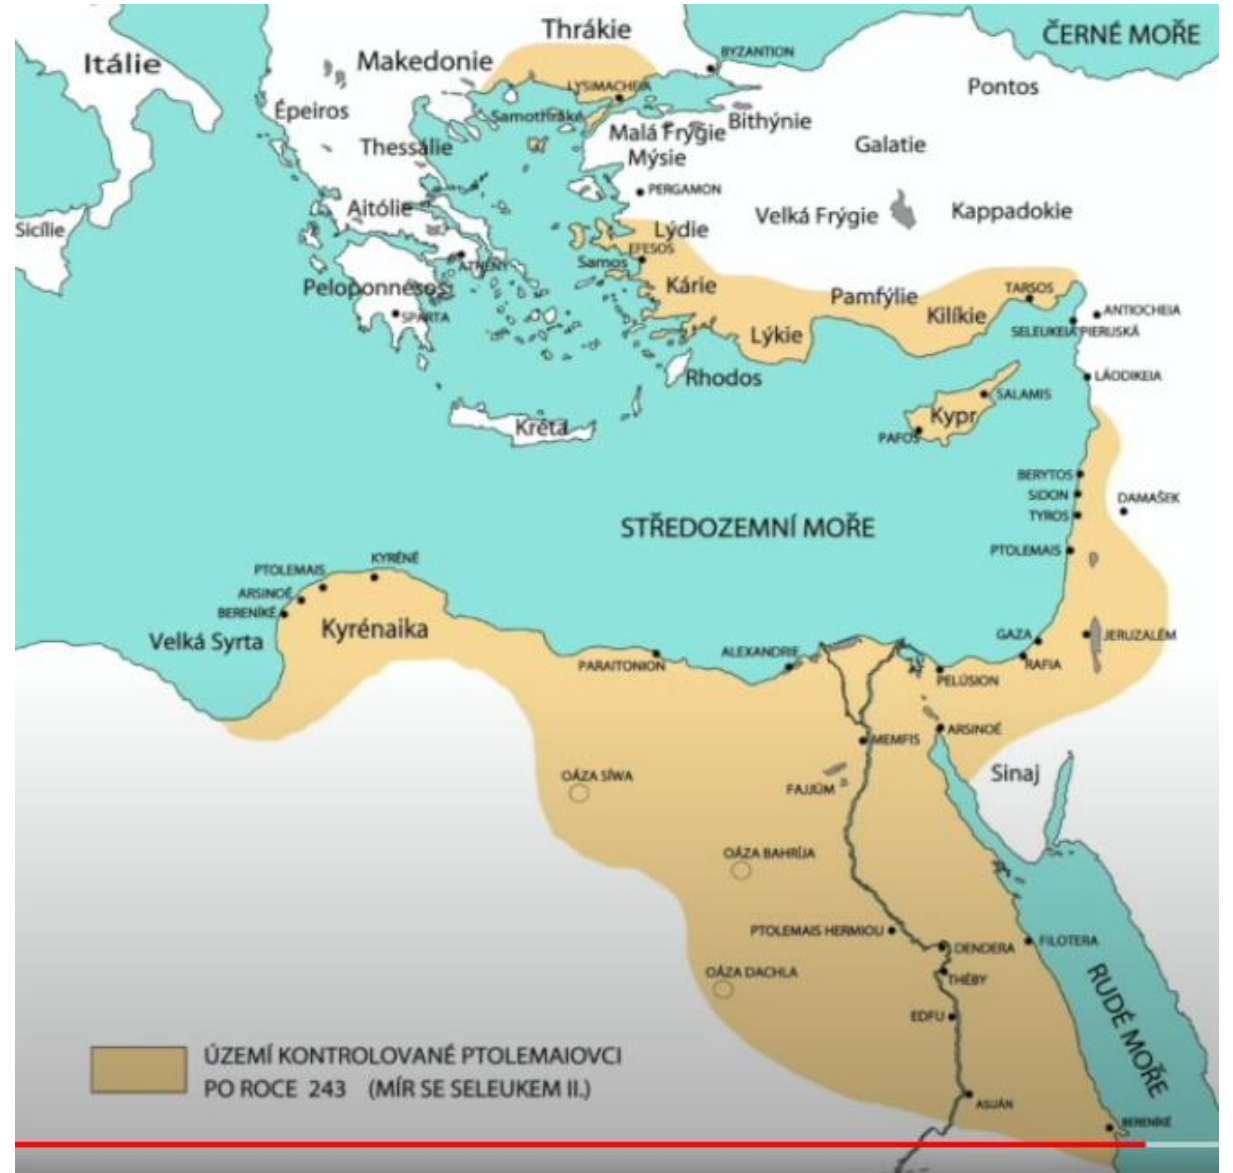 Thrákie
ČERNÉ MOŘE
Itálie
Makedonie
BYZANTION
Pontos
LYSIMACHEIA
Épeiros
Samothráké
Malá Frýgie
Bithýnie
Thessálie
Mýsie
Galatie
PERGAMON
Aitólie
Velká Frýgie
Kappadokie
Sicílie
Lýdie
EFESOS
ATHÉNY
Samos
Peloponnésos
Kárie
Pamfýlie
TARSOS
SPARTA
Kilíkie
ANTIOCHEIA
SELEUKEIA PIERIJSKÁ
Lýkie
Rhodos
LÁODIKEIA
SALAMIS
Kypr
Kréta
PAFOS
BERYTOS
SIDON
DAMAŠEK
TYROS
STŘEDOZEMNÍ MOŘE
PTOLEMAIS
KYRÉNÉ
PTOLEMAIS
ARSINOÉ
BERENÍKÉ
Kyrénaika
Velká Syrta
GAZA
JERUZALÉM
ALEXANDRIE
PARAITONION
RAFIA
PELÚSION
ARSINOÉ
MEMFIS
Sinaj
OÁZA SÍWA
FAJJÚM
OÁZA BAHRÍJA
PTOLEMAIS HERMIOU
DENDERA
FILOTERA
OÁZA DACHLA
THÉBY
RUDÉ MOŘE
EDFU
ÚZEMÍ KONTROLOVANÉ PTOLEMAIOVCI
PO ROCE 243 (MÍR SE SELEUKEM II.)
ASUÁN
BERENIKÉ